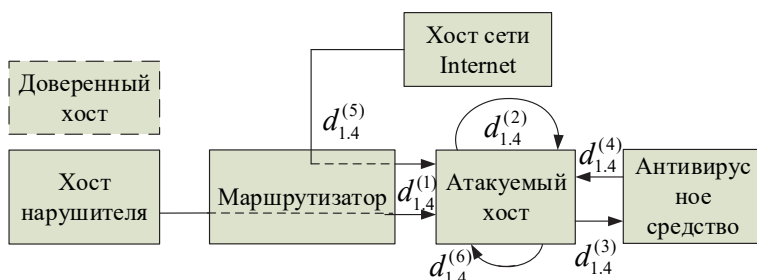 Хост сети
Internet
Доверенный
хост
d_{1.4}^{(5)}
d_{1.4}^{(2)}
d_{1.4}^{(4)}
Хост
нарушителя
Маршрутизатор
d_{1.4}^{(1)}
Атакуемый
хост
Антивирус
ное
средство
d_{1.4}^{(6)}
d_{1.4}^{(3)}